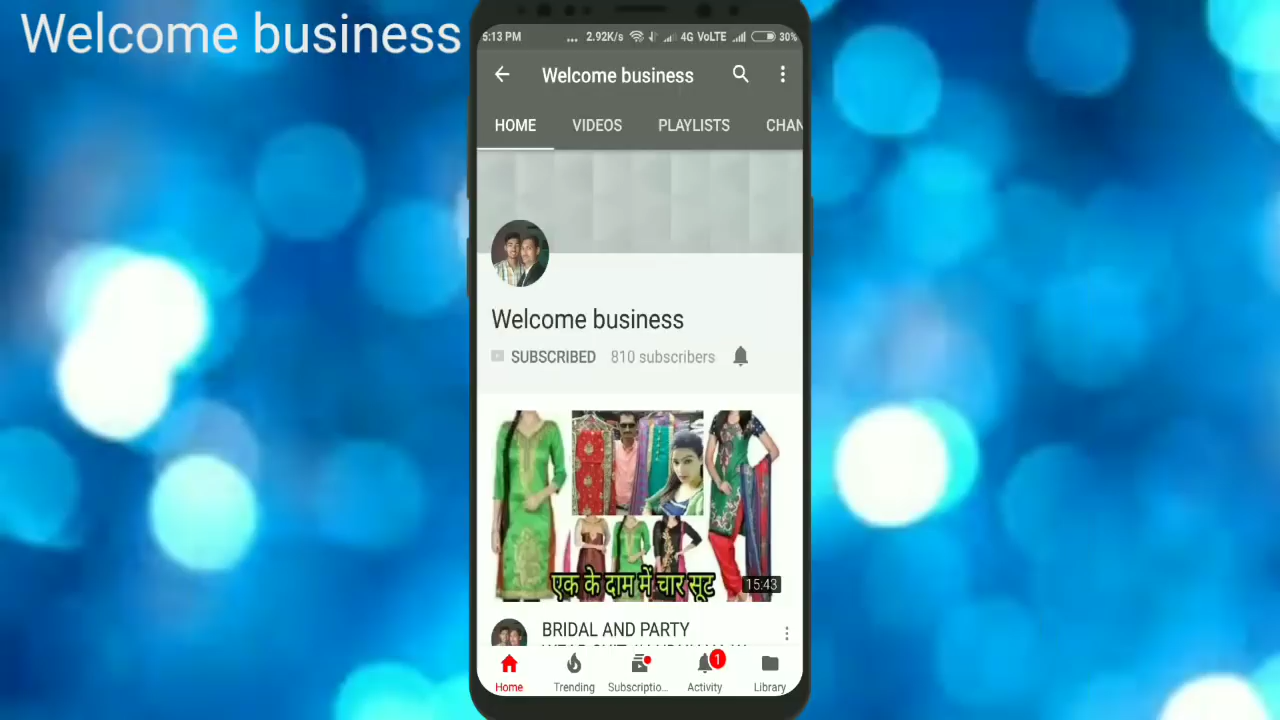 Welcome business
5:13 PM ... 2.92K/s 4G VoLTE 30%
Welcome business
HOME VIDEOS PLAYLISTS CHAN
Welcome business
SUBSCRIBED 810 subscribers
एक के दाम में चार सूट
15:43
BRIDAL AND PARTY
1
Home Trending Subscriptio... Activity Library